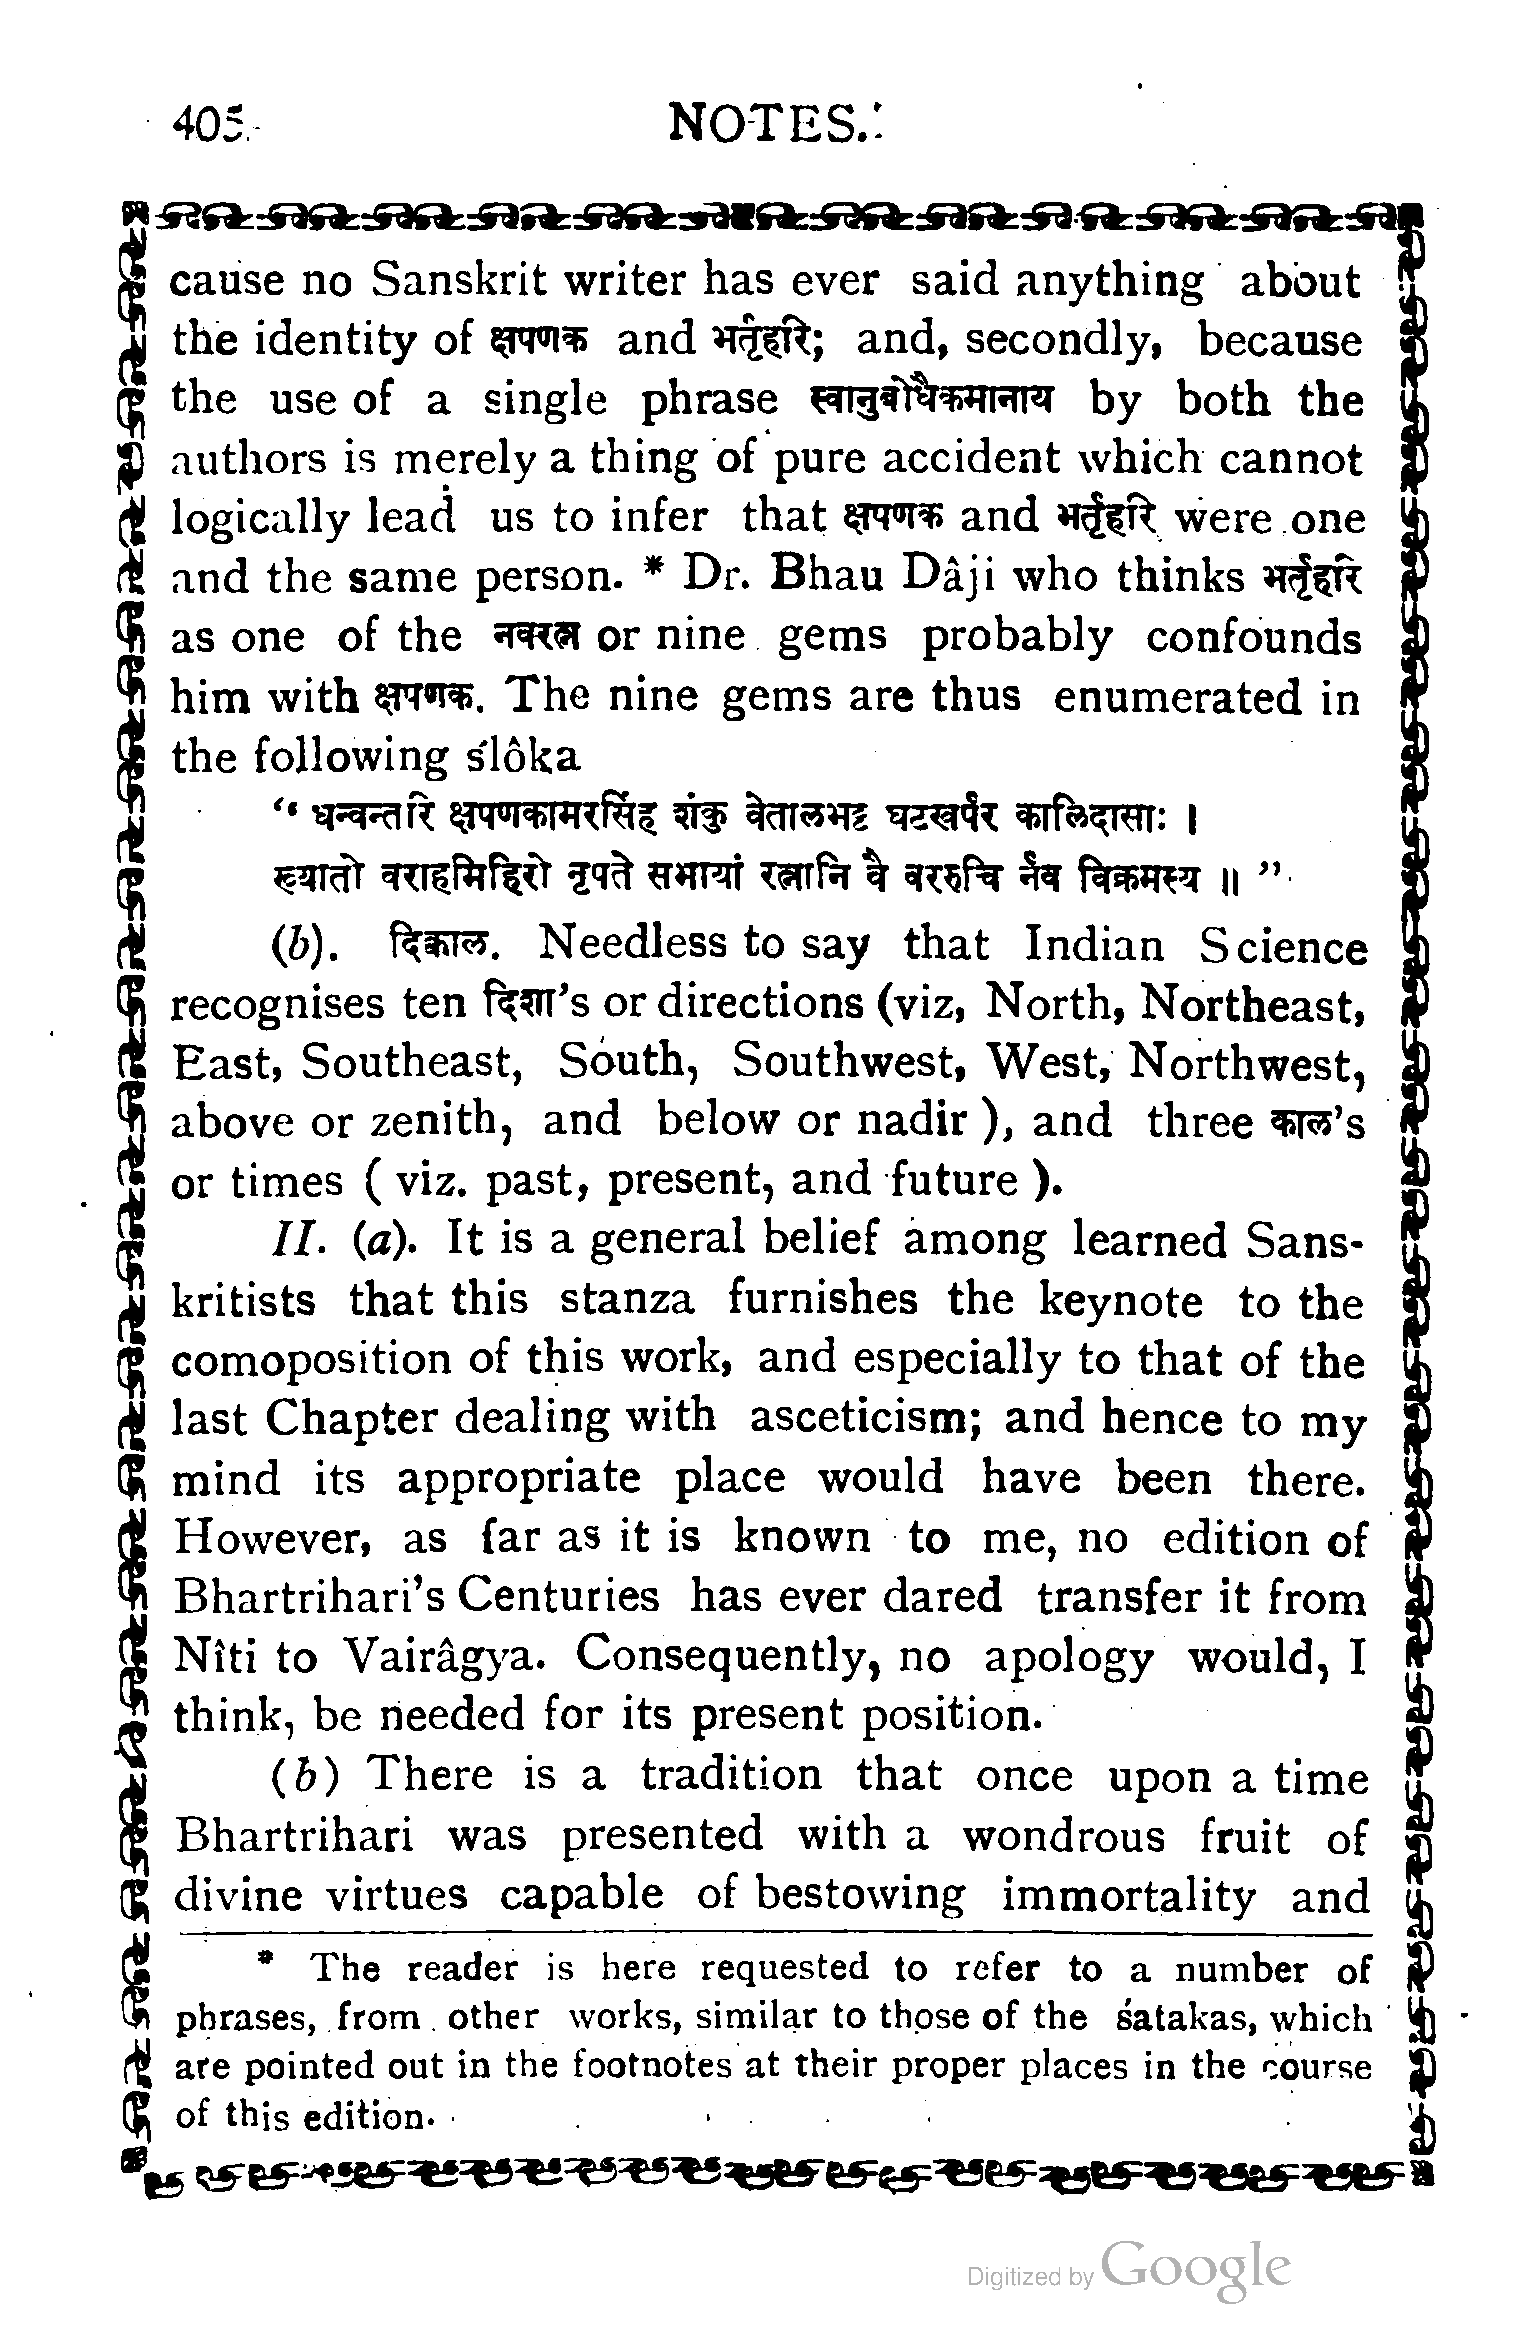 405.
NOTES.
cause no Sanskrit writer has ever said anything about
the identity of क्षपणक and भर्तृहरि; and, secondly, because
the use of a single phrase स्वानुबोधैकमानाय by both the
authors is merely a thing of pure accident which cannot
logically lead us to infer that क्षपणक and भर्तृहरि were one
and the same person. * Dr. Bhau Dâji who thinks भर्तृहरि
as one of the नवरत्न or nine gems probably confounds
him with क्षपणक. The nine gems are thus enumerated in
the following ślôka
“ धन्वन्तरि क्षपणकामरसिंह शंकु वेतालभट्ट घटखर्पर कालिदासाः ।
ख्यातो वराहमिहिरो नृपते सभायां रत्नानि वै वररुचि र्नव विक्रमस्य ॥ ”
(b). दिक्काल. Needless to say that Indian Science
recognises ten दिशा’s or directions (viz, North, Northeast,
East, Southeast, South, Southwest, West, Northwest,
above or zenith, and below or nadir ), and three काल’s
or times ( viz. past, present, and future ).
II. (a). It is a general belief among learned Sans-
kritists that this stanza furnishes the keynote to the
comoposition of this work, and especially to that of the
last Chapter dealing with asceticism; and hence to my
mind its appropriate place would have been there.
However, as far as it is known to me, no edition of
Bhartrihari’s Centuries has ever dared transfer it from
Nîti to Vairâgya. Consequently, no apology would, I
think, be needed for its present position.
(b) There is a tradition that once upon a time
Bhartrihari was presented with a wondrous fruit of
divine virtues capable of bestowing immortality and
* The reader is here requested to refer to a number of
phrases, from other works, similar to those of the śatakas, which
are pointed out in the footnotes at their proper places in the course
of this edition.
Digitized by Google